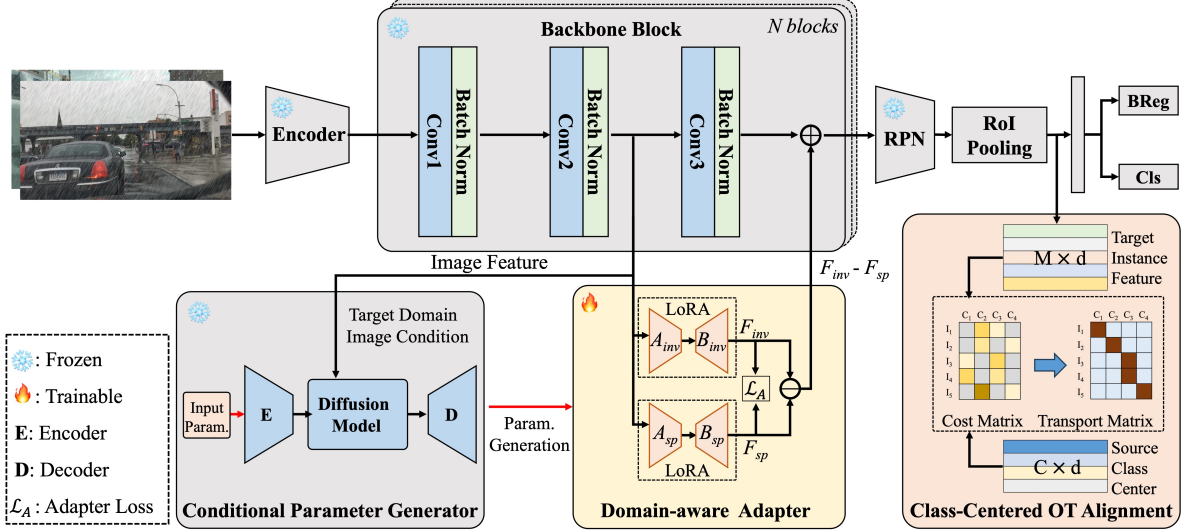 Backbone Block
N blocks
Encoder
Conv1
Batch Norm
Conv2
Batch Norm
Conv3
Batch Norm
RPN
RoI
Pooling
BReg
Cls
Image Feature
F_inv - F_sp
Target Domain
Image Condition
Input
Param.
E
Diffusion
Model
D
Conditional Parameter Generator
Param.
Generation
LoRA
A_inv
B_inv
F_inv
ℒ_A
A_sp
B_sp
F_sp
LoRA
Domain-aware Adapter
Target
Instance
Feature
M × d
C₁ C₂ C₃ C₄
I₁
I₂
I₃
I₄
I₅
Cost Matrix
C₁ C₂ C₃ C₄
I₁
I₂
I₃
I₄
I₅
Transport Matrix
Source
Class
Center
C × d
Class-Centered OT Alignment
: Frozen
: Trainable
E: Encoder
D: Decoder
ℒ_A: Adapter Loss